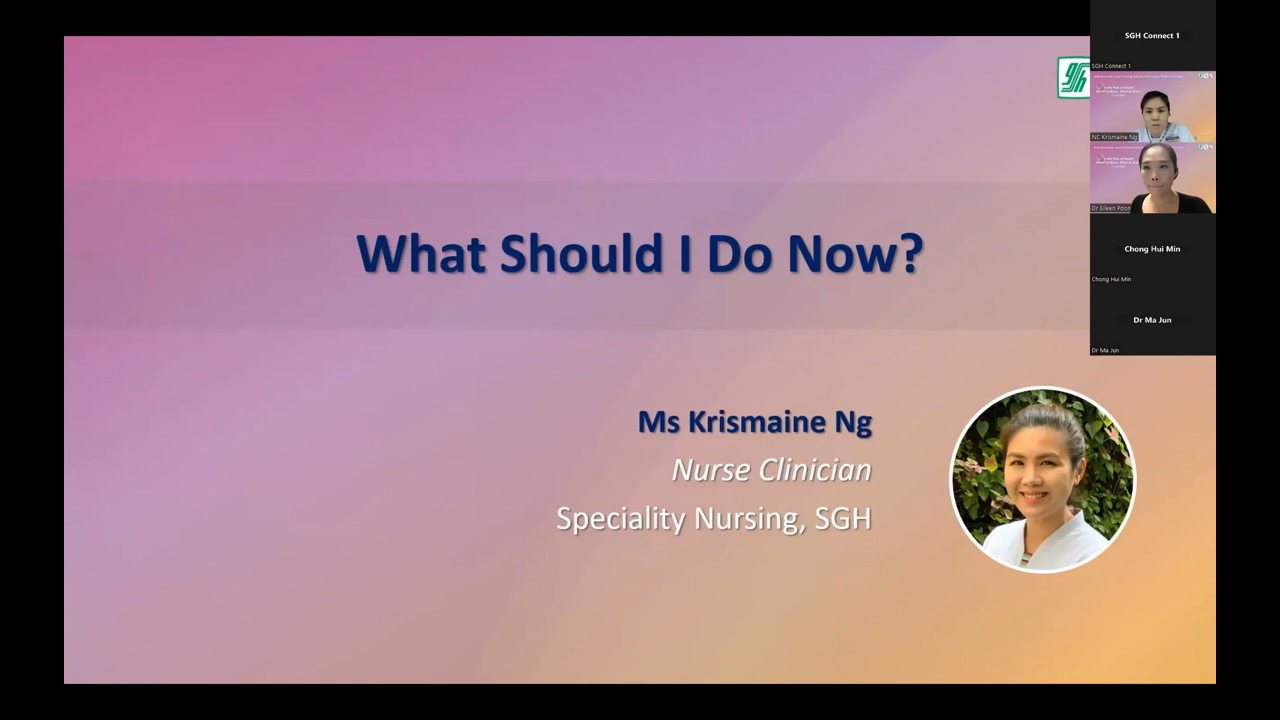 What Should I Do Now?
Ms Krismaine Ng
Nurse Clinician
Speciality Nursing, SGH
SGH Connect 1
SGH Connect 1
NC Krismaine Ng
Dr Eileen Poon
Chong Hui Min
Chong Hui Min
Dr Ma Jun
Dr Ma Jun